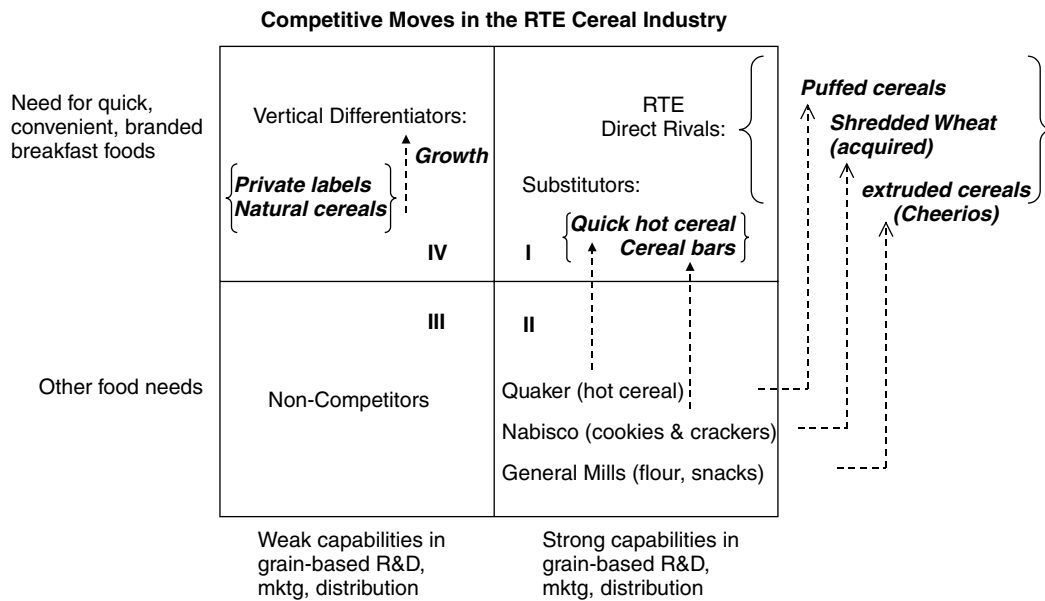 Competitive Moves in the RTE Cereal Industry
Need for quick,
convenient, branded
breakfast foods
Vertical Differentiators:
Growth
Private labels
Natural cereals
IV
RTE
Direct Rivals:
Substitutors:
Quick hot cereal
Cereal bars
I
Puffed cereals
Shredded Wheat
(acquired)
extruded cereals
(Cheerios)
III
II
Other food needs
Non-Competitors
Quaker (hot cereal)
Nabisco (cookies & crackers)
General Mills (flour, snacks)
Weak capabilities in
grain-based R&D,
mktg, distribution
Strong capabilities in
grain-based R&D,
mktg, distribution